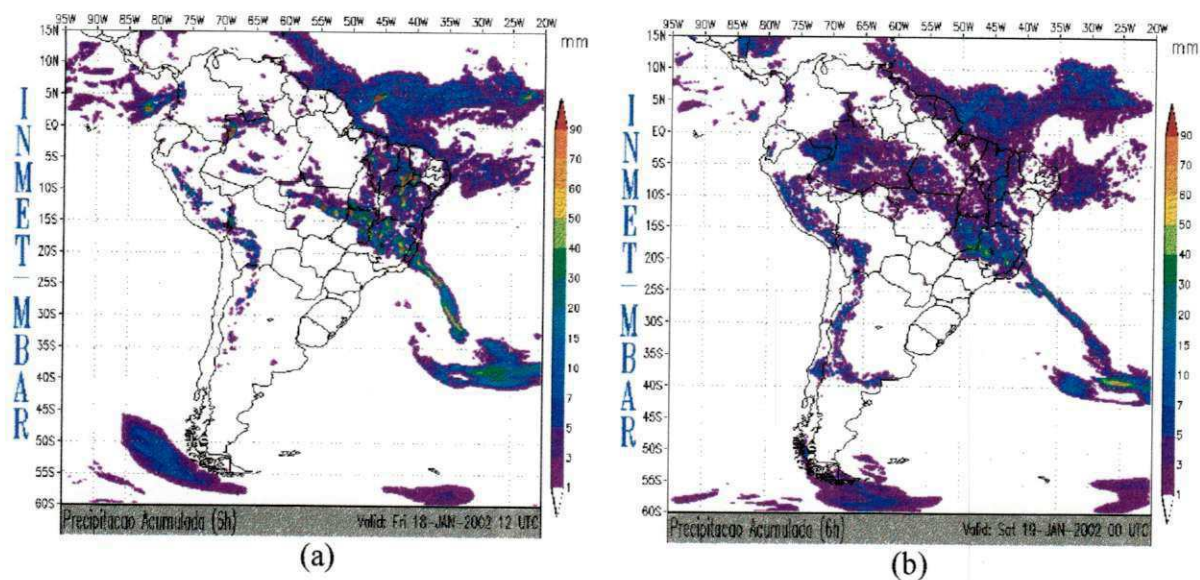 95W 90W 85W 80W 75W 70W 65W 60W 55W 50W 45W 40W 35W 30W 25W 20W
mm
INMET-MBAR
15N
10N
5N
EQ
5S
10S
15S
20S
25S
30S
35S
40S
45S
50S
55S
60S
90
70
60
50
40
30
20
15
10
7
5
3
1
Precipitacao Acumulada (6h) Valid: Fri 18-JAN-2002 12 UTC
(a)
95W 90W 85W 80W 75W 70W 65W 60W 55W 50W 45W 40W 35W 30W 25W 20W
mm
INMET-MBAR
15N
10N
5N
EQ
5S
10S
15S
20S
25S
30S
35S
40S
45S
50S
55S
60S
90
70
60
50
40
30
20
15
10
7
5
3
1
Precipitacao Acumulada (6h) Valid: Sat 19-JAN-2002 00 UTC
(b)